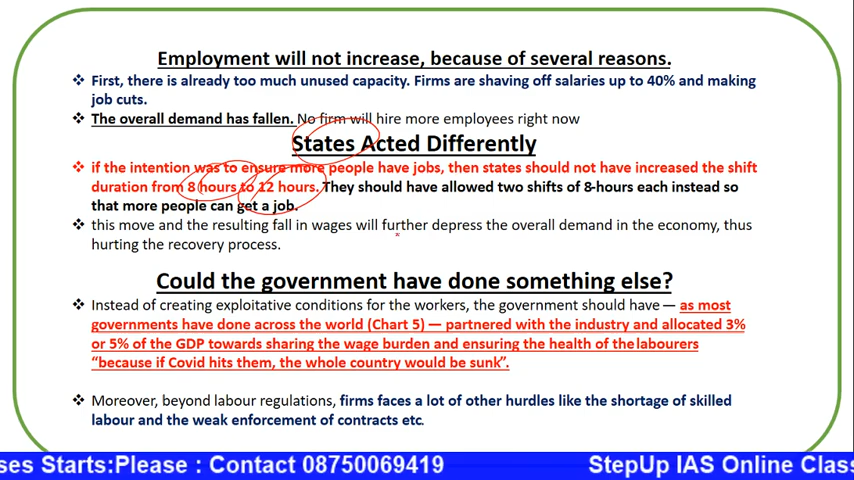 Employment will not increase, because of several reasons.
❖ First, there is already too much unused capacity. Firms are shaving off salaries up to 40% and making
job cuts.
❖ The overall demand has fallen. No firm will hire more employees right now
States Acted Differently
❖ if the intention was to ensure more people have jobs, then states should not have increased the shift
duration from 8 hours to 12 hours. They should have allowed two shifts of 8-hours each instead so
that more people can get a job.
❖ this move and the resulting fall in wages will further depress the overall demand in the economy, thus
hurting the recovery process.
Could the government have done something else?
❖ Instead of creating exploitative conditions for the workers, the government should have — as most
governments have done across the world (Chart 5) — partnered with the industry and allocated 3%
or 5% of the GDP towards sharing the wage burden and ensuring the health of the labourers
“because if Covid hits them, the whole country would be sunk”.
❖ Moreover, beyond labour regulations, firms faces a lot of other hurdles like the shortage of skilled
labour and the weak enforcement of contracts etc.
ses Starts:Please : Contact 08750069419 StepUp IAS Online Clas